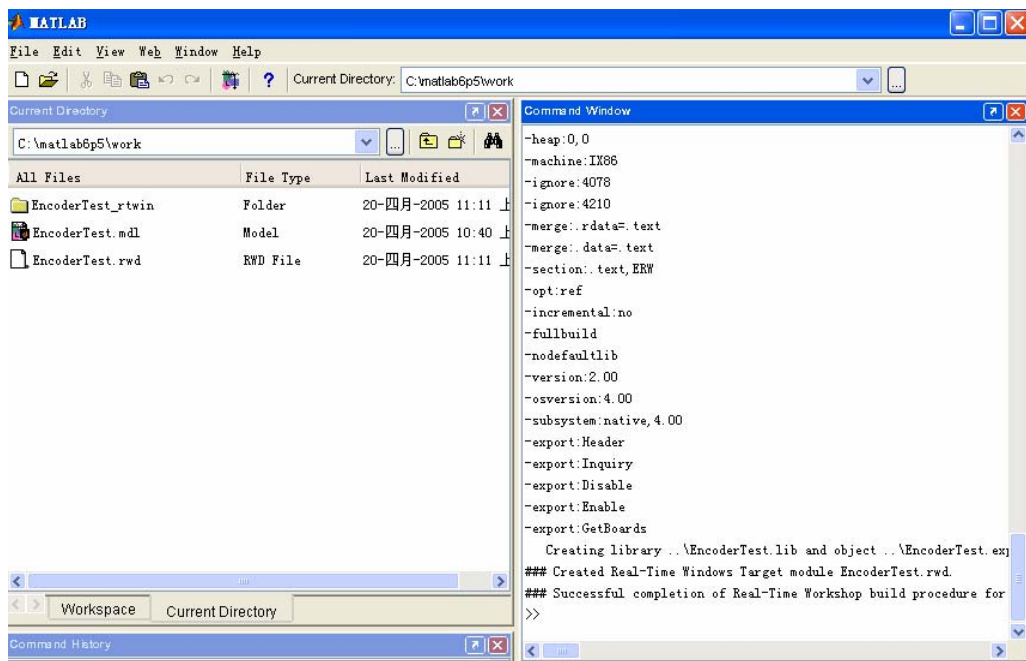 MATLAB
File Edit View Web Window Help
? Current Directory: C:\matlab6p5\work ...
Current Directory
C:\matlab6p5\work ...
All Files File Type Last Modified
EncoderTest_rtwin Folder 20-四月-2005 11:11 上
EncoderTest.mdl Model 20-四月-2005 10:40 上
EncoderTest.rwd RWD File 20-四月-2005 11:11 上
Workspace Current Directory
Command History
Command Window
-heap:0,0
-machine:IX86
-ignore:4078
-ignore:4210
-merge:.rdata=.text
-merge:.data=.text
-section:.text,ERW
-opt:ref
-incremental:no
-fullbuild
-nodefaultlib
-version:2.00
-osversion:4.00
-subsystem:native,4.00
-export:Header
-export:Inquiry
-export:Disable
-export:Enable
-export:GetBoards
Creating library ..\EncoderTest.lib and object ..\EncoderTest.exp
### Created Real-Time Windows Target module EncoderTest.rwd.
### Successful completion of Real-Time Workshop build procedure for
>>